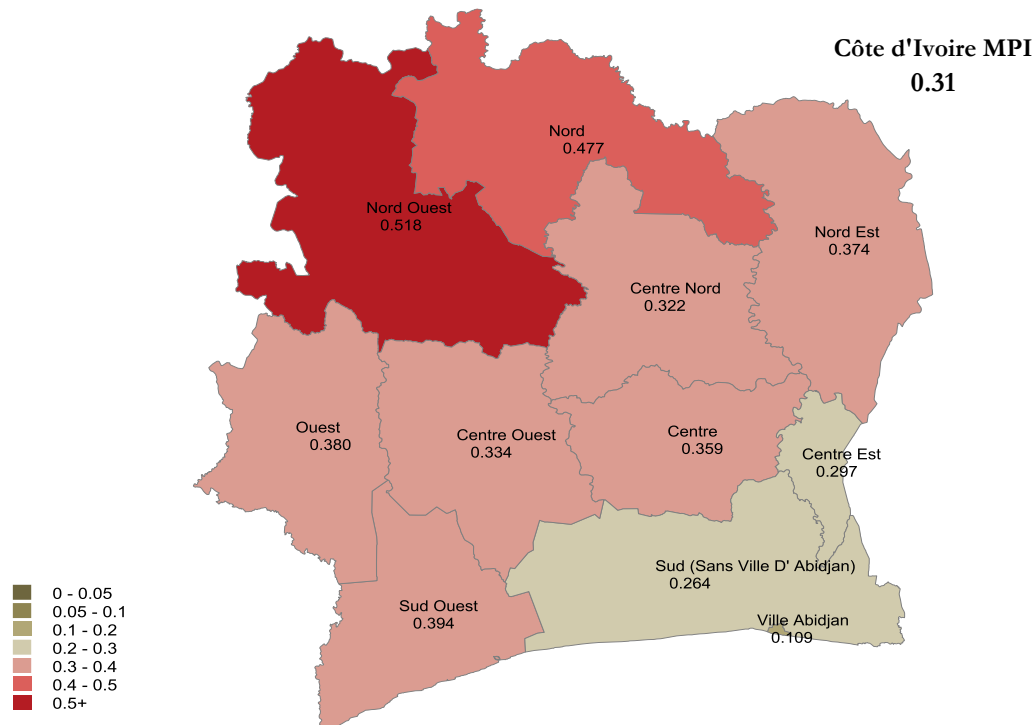 Côte d'Ivoire MPI
0.31
Nord
0.477
Nord Ouest
0.518
Nord Est
0.374
Centre Nord
0.322
Ouest
0.380
Centre Ouest
0.334
Centre
0.359
Centre Est
0.297
Sud (Sans Ville D' Abidjan)
0.264
Sud Ouest
0.394
Ville Abidjan
0.109
0 - 0.05
0.05 - 0.1
0.1 - 0.2
0.2 - 0.3
0.3 - 0.4
0.4 - 0.5
0.5+